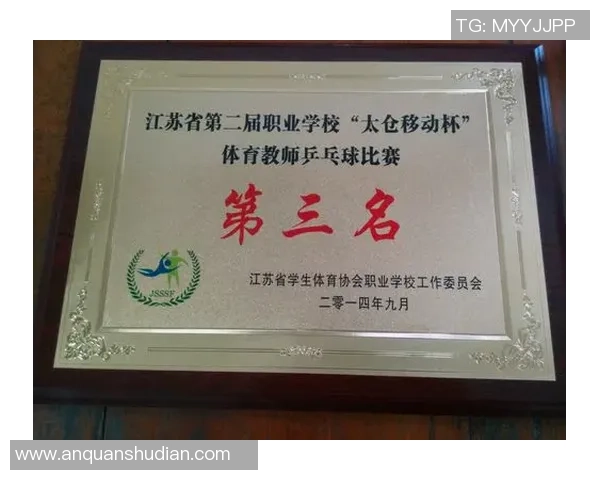 TG: MYYJJPP
江苏省第二届职业学校“太仓移动杯”
体育教师乒乓球比赛
第三名
JSSSF
江苏省学生体育协会职业学校工作委员会
二零一四年九月
www.anquanshudian.com